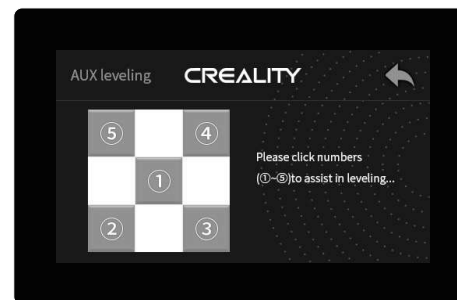 AUX leveling
CREALITY
⑤ ④
①
② ③
Please click numbers
(①~⑤)to assist in leveling...